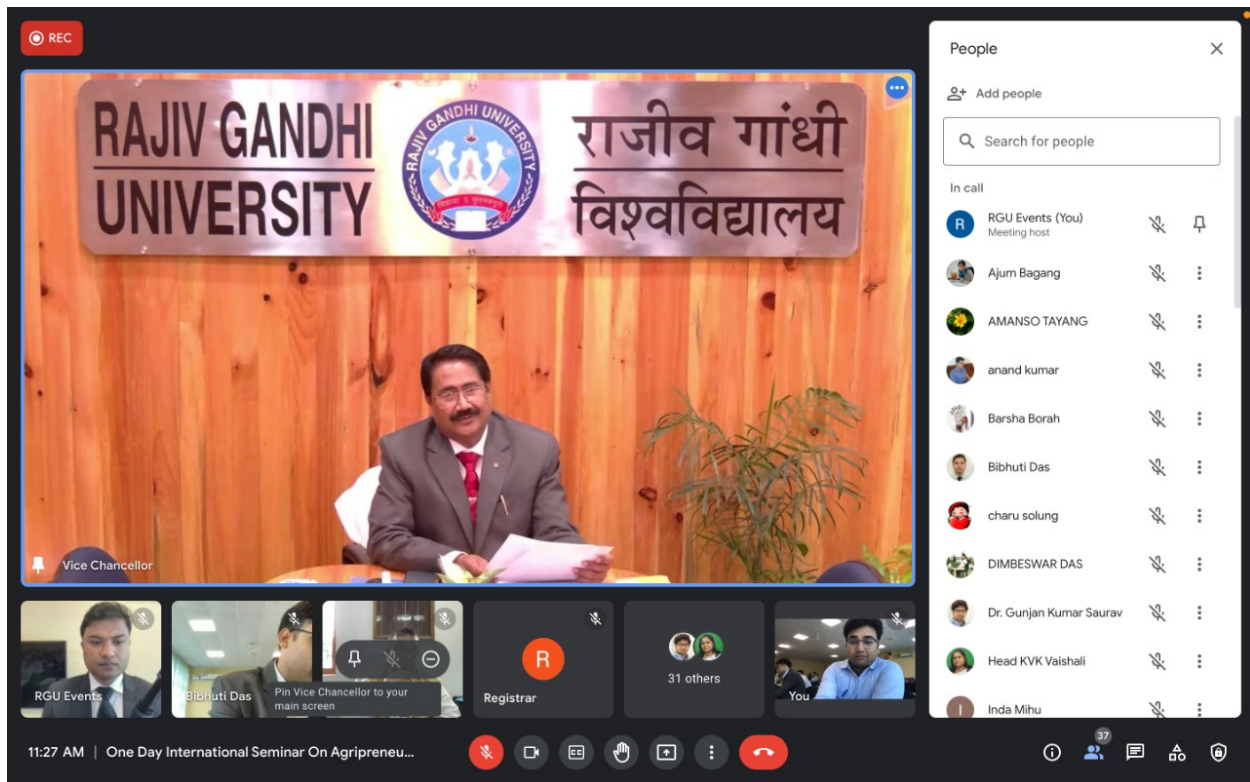 REC
RAJIV GANDHI
UNIVERSITY
RAJIV GANDHI UNIVERSITY
राजीव गांधी
विश्वविद्यालय
Vice Chancellor
RGU Events
Bibhuti Das
Pin Vice Chancellor to your
main screen
R
Registrar
31 others
You
11:27 AM | One Day International Seminar On Agripreneu...
People
Add people
Search for people
In call
R
RGU Events (You)
Meeting host
Ajum Bagang
AMANSO TAYANG
anand kumar
Barsha Borah
Bibhuti Das
charu solung
DIMBESWAR DAS
Dr. Gunjan Kumar Saurav
Head KVK Vaishali
I
Inda Mihu
37